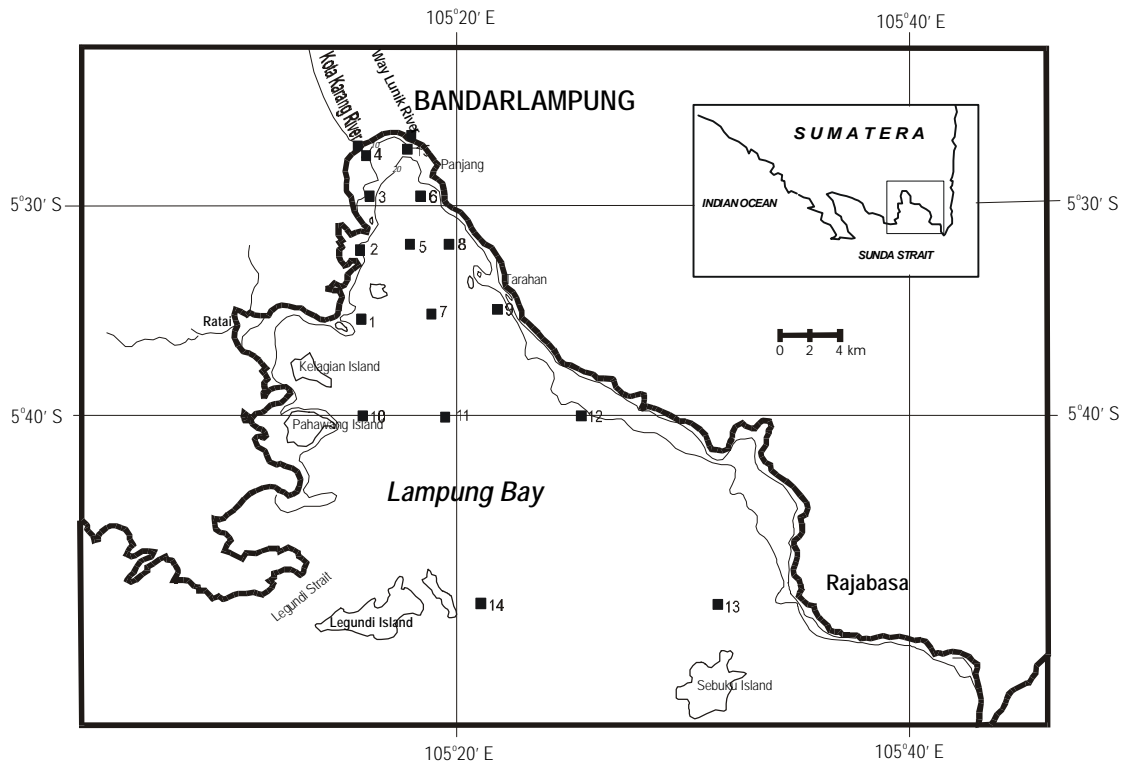 105°20' E
105°40' E
Kota Karang River
Way Lunik River
BANDARLAMPUNG
SUMATERA
INDIAN OCEAN
SUNDA STRAIT
4
15
Panjang
5°30' S
3
6
5°30' S
2
5
8
Tarahan
Ratai
1
7
9
0 2 4 km
Kelagian Island
5°40' S
10
11
12
5°40' S
Pahawang Island
Lampung Bay
Legundi Strait
Rajabasa
14
13
Legundi Island
Sebuku Island
105°20' E
105°40' E